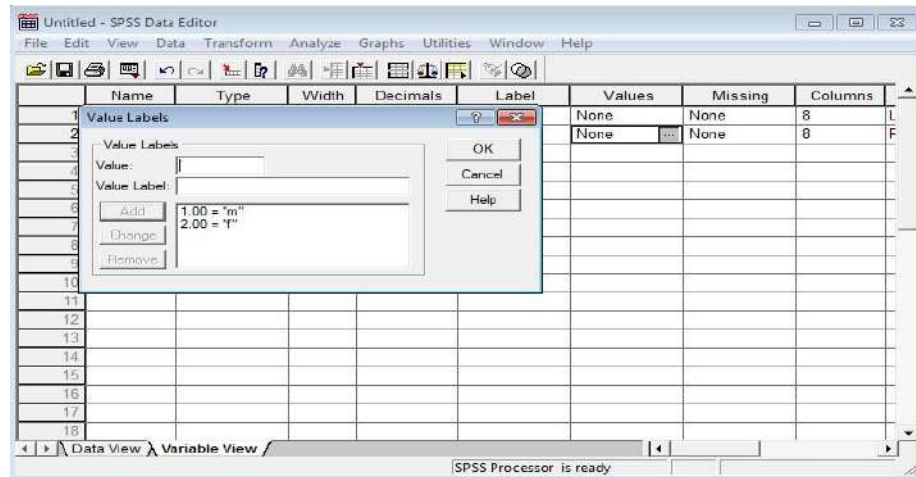 Untitled - SPSS Data Editor
File Edit View Data Transform Analyze Graphs Utilities Window Help
Name Type Width Decimals Label Values Missing Columns
1 None None 8 L
2 None ... None 8 F
Value Labels
Value Labels
Value:
Value Label:
Add
Change
Remove
1.00 = "m"
2.00 = "f"
OK
Cancel
Help
3
4
5
6
7
8
9
10
11
12
13
14
15
16
17
18
Data View Variable View
SPSS Processor is ready